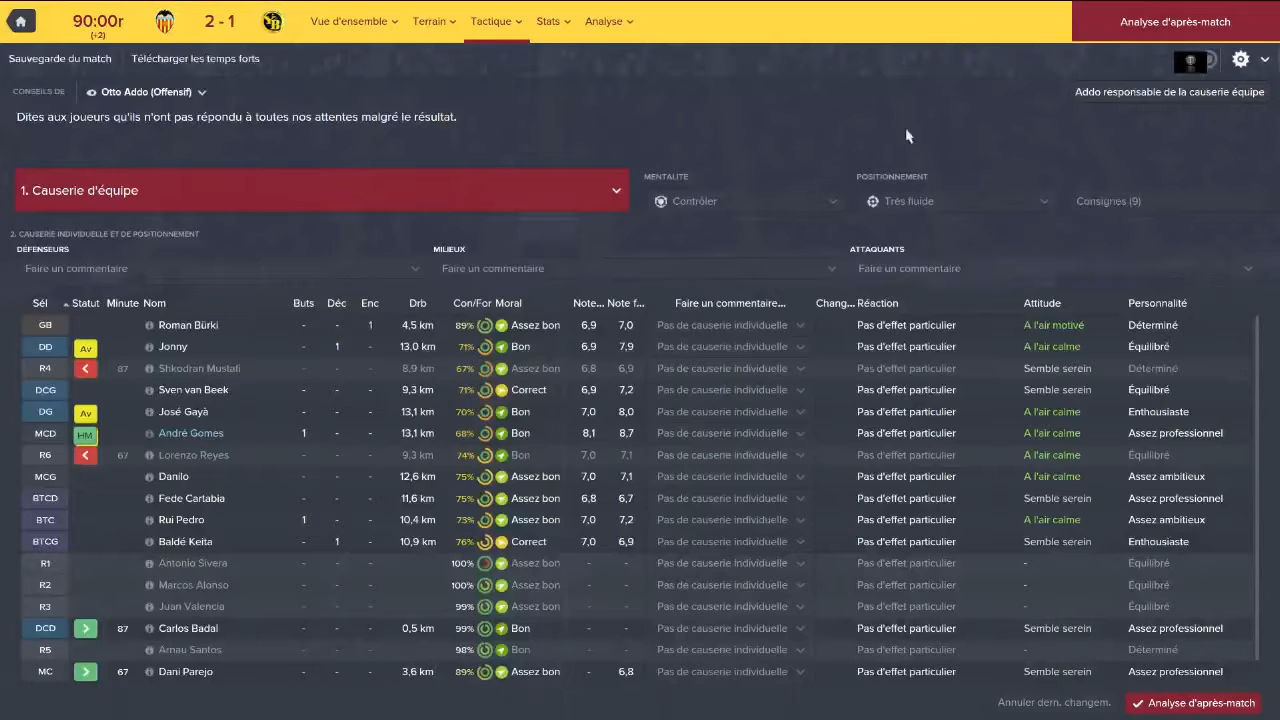 90:00r 2 - 1 Vue d'ensemble Terrain Tactique Stats Analyse Analyse d'après-match
(+2)
Sauvegarde du match Télécharger les temps forts
CONSEILS DE Otto Addo (Offensif) Addo responsable de la causerie équipe
Dites aux joueurs qu'ils n'ont pas répondu à toutes nos attentes malgré le résultat.
MENTALITÉ POSITIONNEMENT
1. Causerie d'équipe Contrôler Très fluide Consignes (9)
2. CAUSERIE INDIVIDUELLE ET DE POSITIONNEMENT
DÉFENSEURS MILIEUX ATTAQUANTS
Faire un commentaire Faire un commentaire Faire un commentaire
Sél Statut Minute Nom Buts Déc Enc Drb Con/For Moral Note... Note f... Faire un commentaire... Chang... Réaction Attitude Personnalité
GB Roman Bürki - - 1 4,5 km 89% Assez bon 6,9 7,0 Pas de causerie individuelle Pas d'effet particulier A l'air motivé Déterminé
DD Av Jonny - 1 - 13,0 km 71% Bon 6,9 7,9 Pas de causerie individuelle Pas d'effet particulier A l'air calme Équilibré
R4 87 Shkodran Mustafi - - - 8,9 km 67% Assez bon 6,8 6,9 Pas de causerie individuelle Pas d'effet particulier Semble serein Déterminé
DCG Sven van Beek - - - 9,3 km 71% Correct 6,9 7,2 Pas de causerie individuelle Pas d'effet particulier Semble serein Équilibré
DG Av José Gayà - - - 13,1 km 70% Bon 7,0 8,0 Pas de causerie individuelle Pas d'effet particulier A l'air calme Enthousiaste
MCD HM André Gomes 1 - - 13,1 km 68% Bon 8,1 8,7 Pas de causerie individuelle Pas d'effet particulier A l'air calme Assez professionnel
R6 67 Lorenzo Reyes - - - 9,3 km 74% Bon 7,0 7,1 Pas de causerie individuelle Pas d'effet particulier A l'air calme Équilibré
MCG Danilo - - - 12,6 km 75% Assez bon 7,0 7,1 Pas de causerie individuelle Pas d'effet particulier A l'air calme Assez ambitieux
BTCD Fede Cartabia - - - 11,6 km 75% Assez bon 6,8 6,7 Pas de causerie individuelle Pas d'effet particulier Semble serein Assez professionnel
BTC Rui Pedro 1 - - 10,4 km 73% Assez bon 7,0 7,2 Pas de causerie individuelle Pas d'effet particulier A l'air calme Assez ambitieux
BTCG Baldé Keita - 1 - 10,9 km 76% Correct 7,0 6,9 Pas de causerie individuelle Pas d'effet particulier Semble serein Enthousiaste
R1 Antonio Sivera 100% Assez bon - - Pas de causerie individuelle Pas d'effet particulier - Équilibré
R2 Marcos Alonso 100% Assez bon - - Pas de causerie individuelle Pas d'effet particulier - Équilibré
R3 Juan Valencia 99% Assez bon - - Pas de causerie individuelle Pas d'effet particulier - Équilibré
DCD 87 Carlos Badal - - - 0,5 km 99% Bon - - Pas de causerie individuelle Pas d'effet particulier Semble serein Assez professionnel
R5 Arnau Santos 98% Bon - - Pas de causerie individuelle Pas d'effet particulier - Déterminé
MC 67 Dani Parejo - - - 3,6 km 89% Assez bon - 6,8 Pas de causerie individuelle Pas d'effet particulier Semble serein Assez professionnel
Annuler dern. changem. Analyse d'après-match